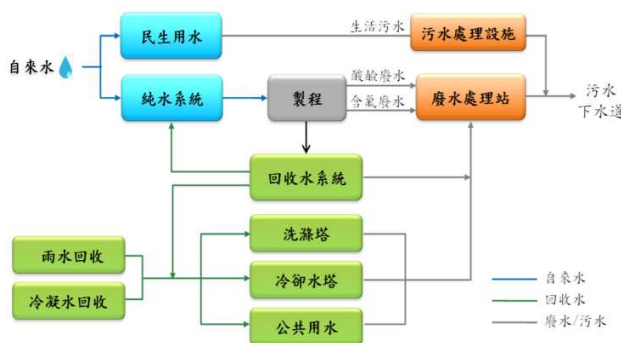 民生用水
生活污水
污水處理設施
自來水
純水系統
製程
酸鹼廢水
含氟廢水
廢水處理站
污水
下水道
回收水系統
雨水回收
冷凝水回收
洗滌塔
冷卻水塔
公共用水
自來水
回收水
廢水/污水